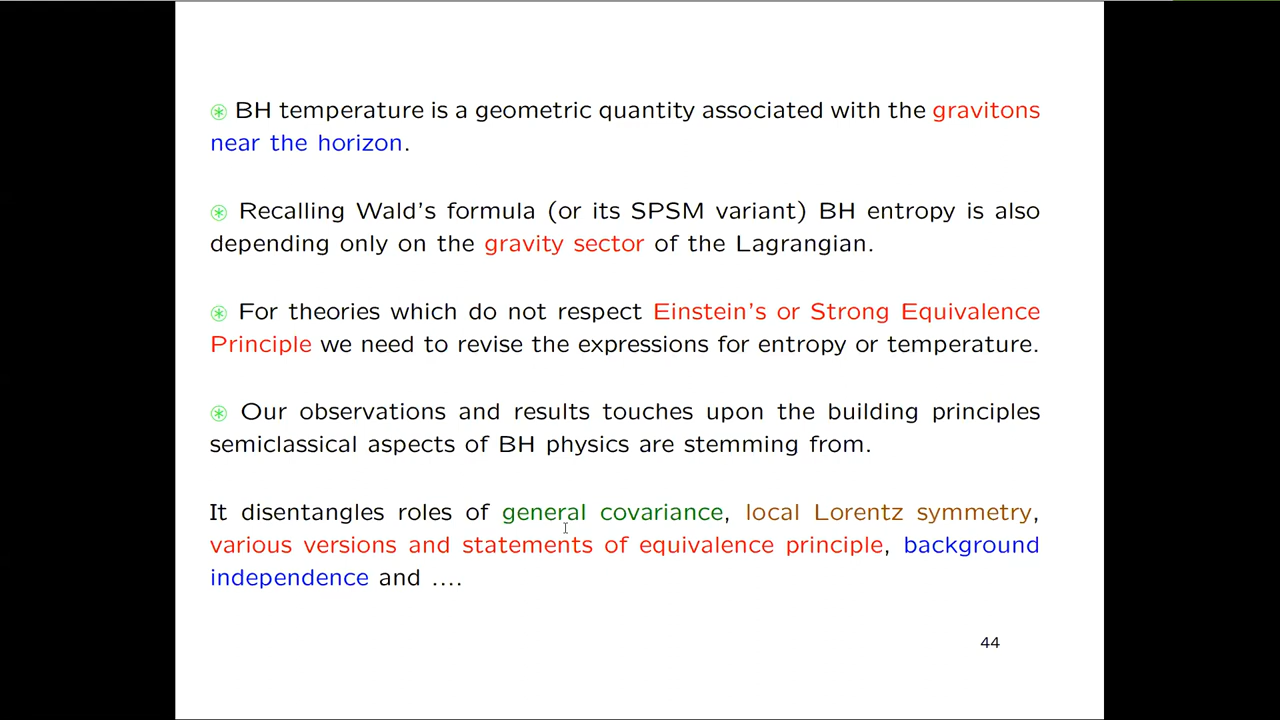 ⊛ BH temperature is a geometric quantity associated with the gravitons
near the horizon.
⊛ Recalling Wald's formula (or its SPSM variant) BH entropy is also
depending only on the gravity sector of the Lagrangian.
⊛ For theories which do not respect Einstein's or Strong Equivalence
Principle we need to revise the expressions for entropy or temperature.
⊛ Our observations and results touches upon the building principles
semiclassical aspects of BH physics are stemming from.
It disentangles roles of general covariance, local Lorentz symmetry,
various versions and statements of equivalence principle, background
independence and ....
44